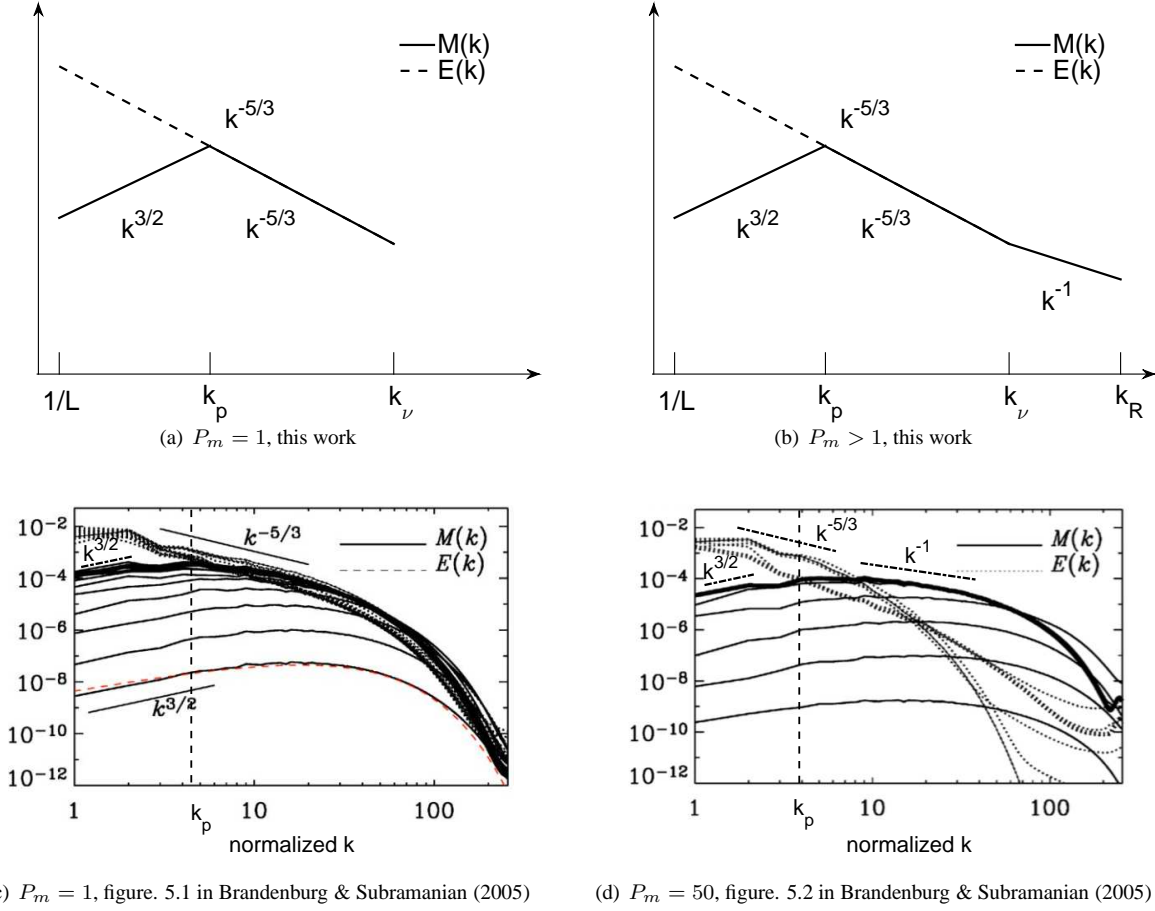 M(k)
E(k)
k^-5/3
k^3/2
k^-5/3
1/L
k_p
k_ν
(a) P_m = 1, this work
M(k)
E(k)
k^-5/3
k^3/2
k^-5/3
k^-1
1/L
k_p
k_ν
k_R
(b) P_m > 1, this work
10^-2
10^-4
10^-6
10^-8
10^-10
10^-12
k^3/2
k^-5/3
M(k)
E(k)
k^3/2
1
k_p
10
100
normalized k
) P_m = 1, figure. 5.1 in Brandenburg & Subramanian (2005)
10^-2
10^-4
10^-6
10^-8
10^-10
10^-12
k^-5/3
k^3/2
k^-1
M(k)
E(k)
1
k_p
10
100
normalized k
(d) P_m = 50, figure. 5.2 in Brandenburg & Subramanian (2005)